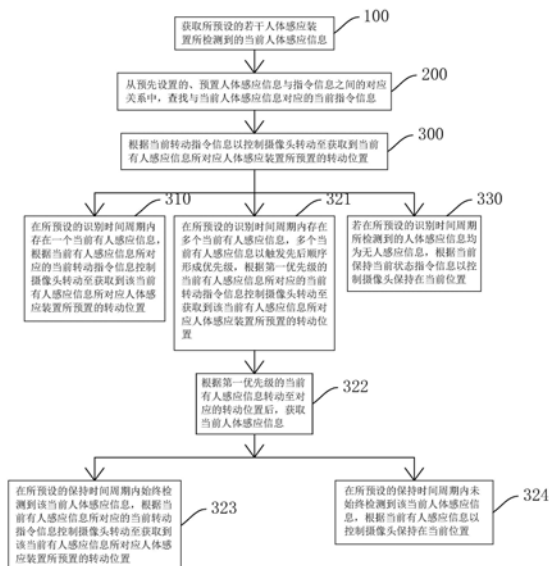 获取所预设的若干人体感应装
置所检测到的当前人体感应信息
100
从预先设置的、预置人体感应信息与指令信息之间的对应
关系中，查找与当前人体感应信息对应的当前指令信息
200
根据当前转动指令信息以控制摄像头转动至获取到当前
有人感应信息所对应人体感应装置所预置的转动位置
300
在所预设的识别时间周期内
存在一个当前有人感应信息，
根据当前有人感应信息所对
应的当前转动指令信息控制
摄像头转动至获取到该当前
有人感应信息所对应人体感
应装置所预置的转动位置
310
在所预设的识别时间周期内存在
多个当前有人感应，多个当前
有人感应信息以触发先后顺序
形成优先级，根据第一优先级的
当前有人感应信息所对应的当前
转动指令信息控制摄像头转动至
获取到该当前有人感应信息所对
应人体感应装置所预置的转动位
置
321
若在所预设的识别时间周期
所检测到的人体感应信息均
为无人感应信息，根据当前
保持当前状态指令信息以控
制摄像头保持在当前位置
330
根据第一优先级的当前
有人感应信息转动至对
应的转动位置后，获取
当前人体感应信息
322
在所预设的保持时间周期内始终检
测到该当前人体感应信息，根据当
前有人感应信息所对应的当前转动
指令信息控制摄像头转动至获取到
该当前有人感应信息所对应人体感
应装置所预置的转动位置
323
在所预设的保持时间周期内未
始终检测到该当前人体感应信
息，根据当前有人感应信息以
控制摄像头保持在当前位置
324